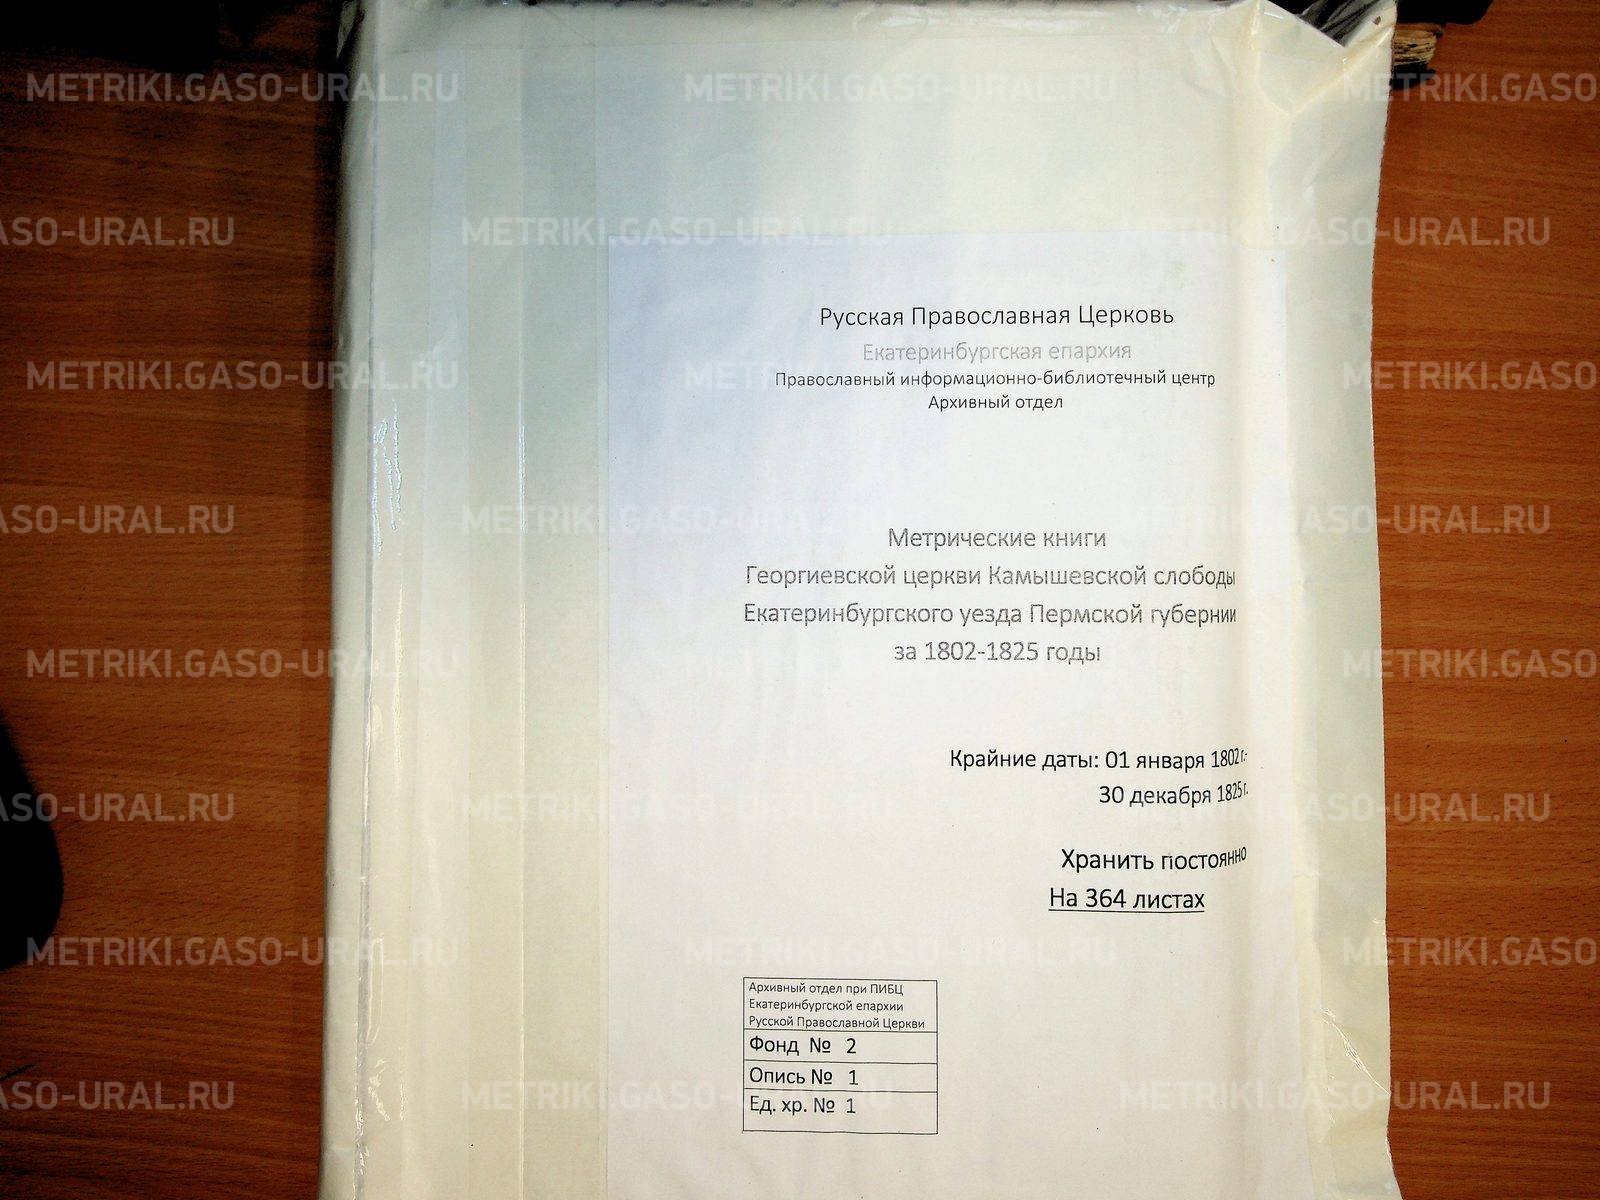 Русская Православная Церковь
Екатеринбургская епархия
Православный информационно-библиотечный центр
Архивный отдел
Метрические книги
Георгиевской церкви Камышевской слободы
Екатеринбургского уезда Пермской губернии
за 1802-1825 годы
Крайние даты: 01 января 1802 г.-
30 декабря 1825 г.
Хранить постоянно
На 364 листах
Архивный отдел при ПИБЦ
Екатеринбургской епархии
Русской Православной Церкви
Фонд № 2
Опись № 1
Ед. хр. № 1
METRIKI.GASO-URAL.RU